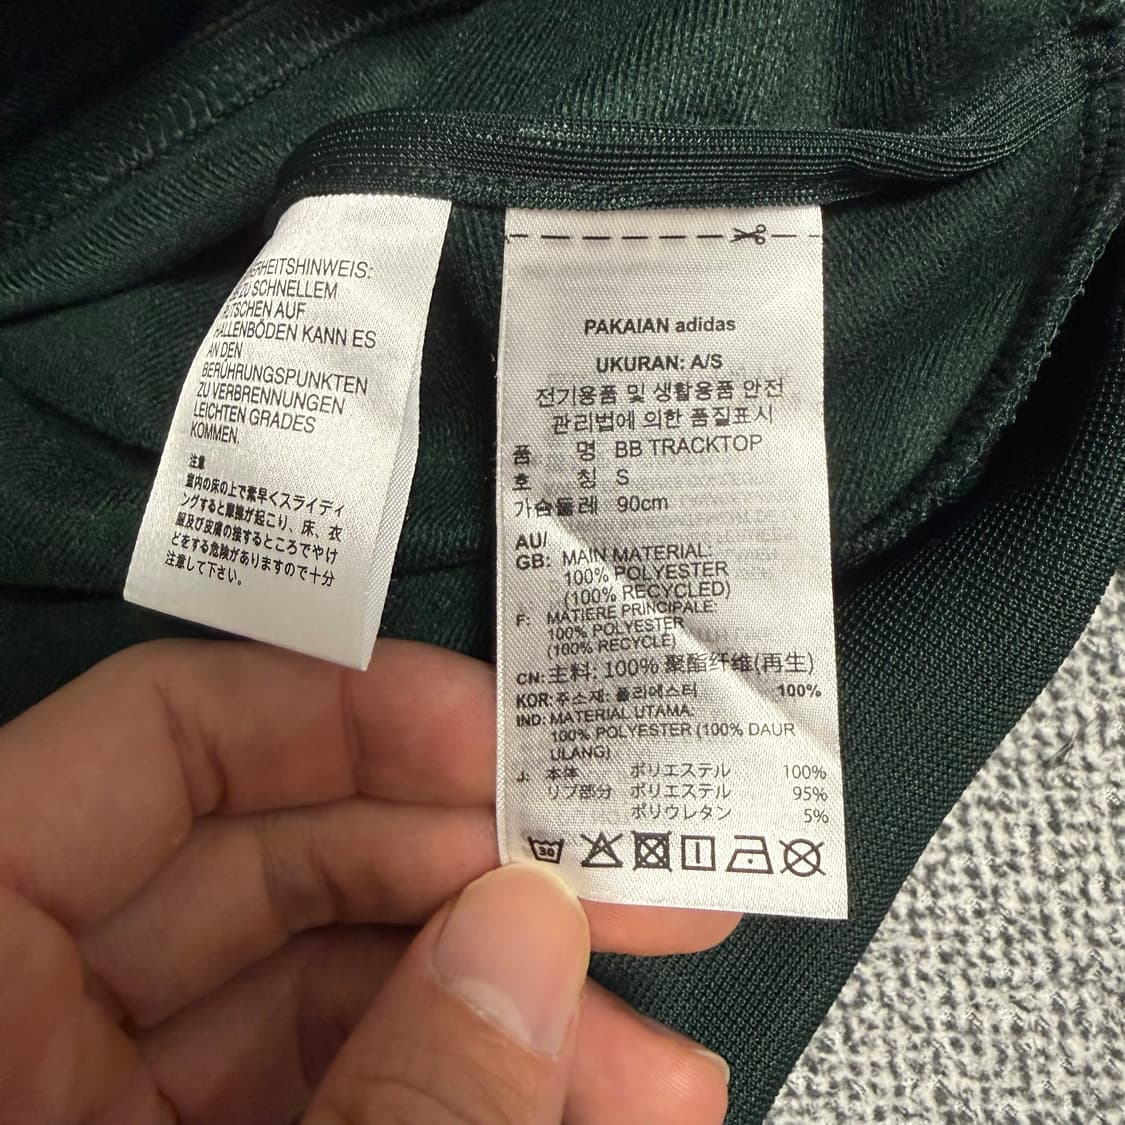 ZU SCHNELLEM
AUF
KANN ES
AN DEN
BERÜHRUNGSPUNKTEN
ZU VERBRENNUNGEN
LEICHTEN GRADES
KOMMEN.
注意
室内の床の上で素早くスライディ
ングすると摩擦が起こり、床、衣
服及び皮膚の接するところでやけ
どをする危険がありますので十分
注意して下さい。
PAKAIAN adidas
UKURAN: A/S
전기용품 및 생활용품 안전
관리법에 의한 품질표시
품 명 BB TRACKTOP
호 칭 S
가슴둘레 90cm
AU/
GB: MAIN MATERIAL:
100% POLYESTER
(100% RECYCLED)
F: MATIERE PRINCIPALE:
100% POLYESTER
(100% RECYCLE)
CN: 主料: 100% 聚酯纤维(再生)
KOR: 주소재: 폴리에스터 100%
IND: MATERIAL UTAMA:
100% POLYESTER (100% DAUR
ULANG)
J: 本体 ポリエステル 100%
リブ部分 ポリエステル 95%
ポリウレタン 5%
30